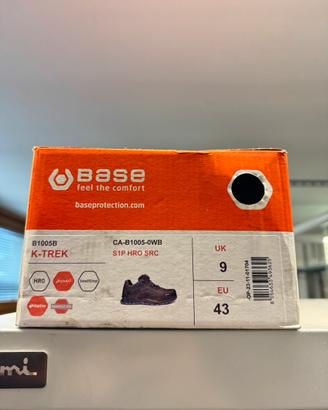 BASE
feel the comfort
baseprotection.com
B1005B
K-TREK
CA-B1005-0WB
S1P HRO SRC
UK
9
EU
43
HRO
mi.